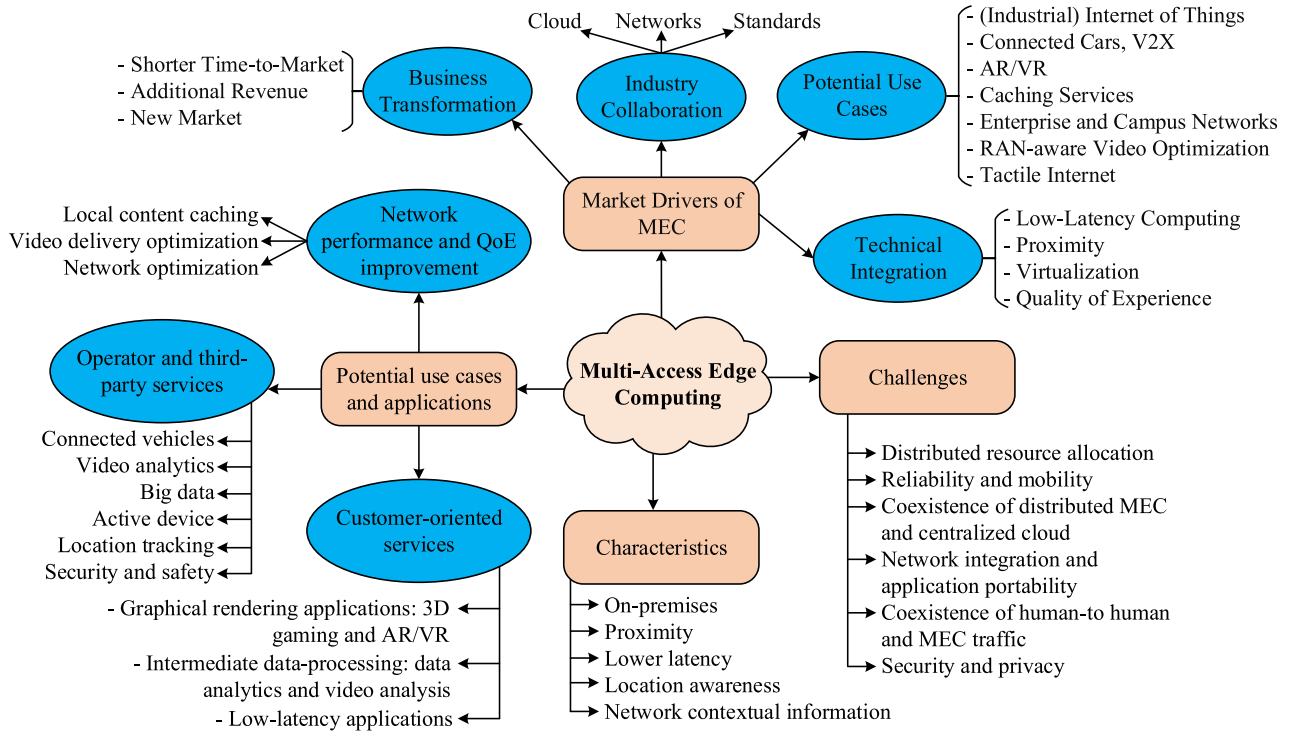 Cloud
Networks
Standards
- Shorter Time-to-Market
- Additional Revenue
- New Market
Business
Transformation
Industry
Collaboration
Potential Use
Cases
- (Industrial) Internet of Things
- Connected Cars, V2X
- AR/VR
- Caching Services
- Enterprise and Campus Networks
- RAN-aware Video Optimization
- Tactile Internet
Market Drivers of
MEC
Technical
Integration
- Low-Latency Computing
- Proximity
- Virtualization
- Quality of Experience
Local content caching
Video delivery optimization
Network optimization
Network
performance and QoE
improvement
Operator and third-
party services
Potential use cases
and applications
Multi-Access Edge
Computing
Challenges
Connected vehicles
Video analytics
Big data
Active device
Location tracking
Security and safety
Customer-oriented
services
- Graphical rendering applications: 3D
gaming and AR/VR
- Intermediate data-processing: data
analytics and video analysis
- Low-latency applications
Characteristics
On-premises
Proximity
Lower latency
Location awareness
Network contextual information
Distributed resource allocation
Reliability and mobility
Coexistence of distributed MEC
and centralized cloud
Network integration and
application portability
Coexistence of human-to human
and MEC traffic
Security and privacy